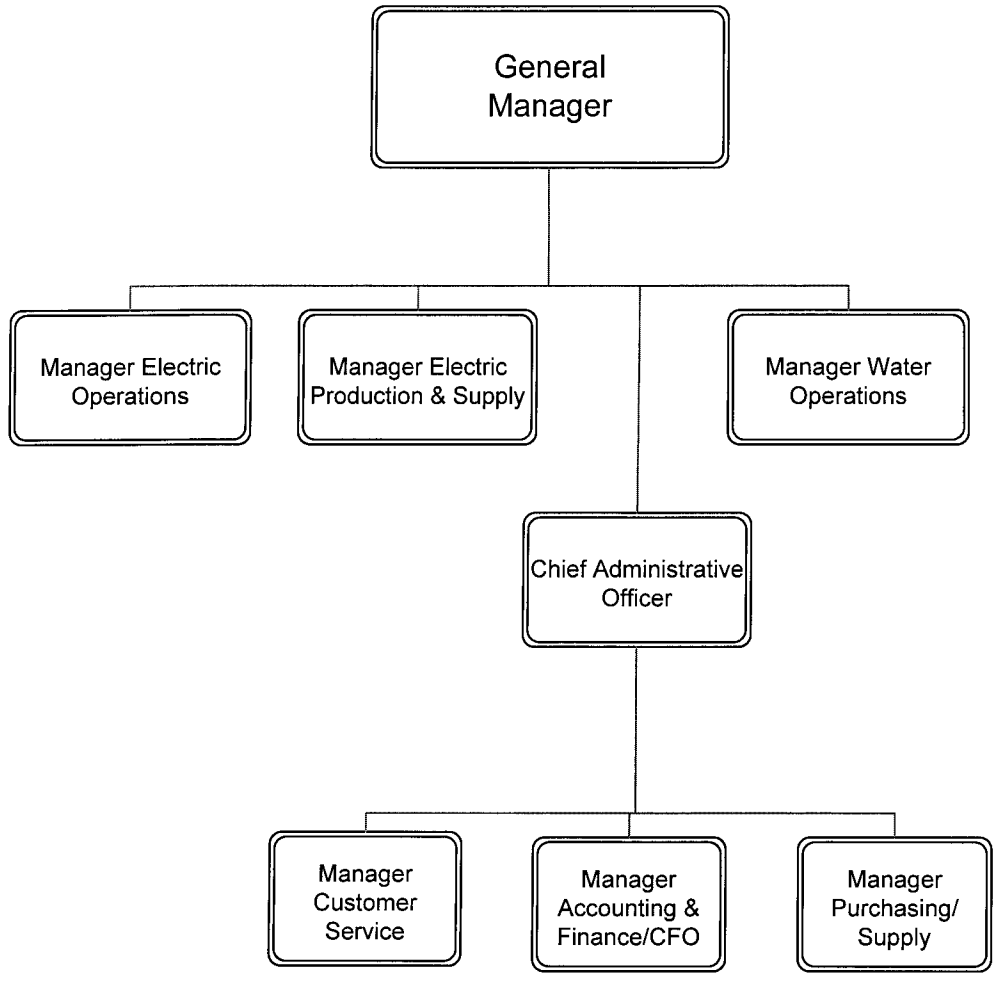 General
Manager
Manager Electric
Operations
Manager Electric
Production & Supply
Manager Water
Operations
Chief Administrative
Officer
Manager
Customer
Service
Manager
Accounting &
Finance/CFO
Manager
Purchasing/
Supply